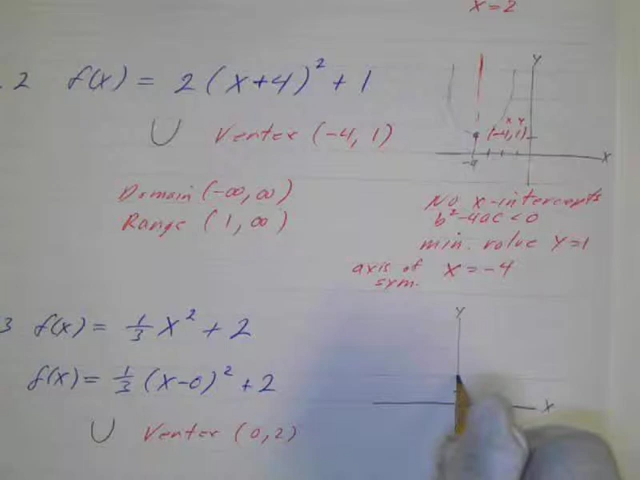 x=2
.2 f(x) = 2(x+4)² + 1
Y
∪ Vertex (-4, 1)
x Y
(-4,1)
X
-4
Domain (-∞, ∞)
Range (1, ∞)
No x-intercepts
b²-4ac<0
min. value Y=1
axis of sym. X=-4
3 f(x) = 1/3 x² + 2
Y
f(x) = 1/3 (x-0)² + 2
X
∪ Vertex (0, 2)